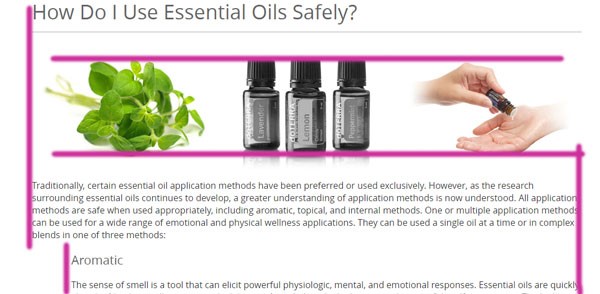 How Do I Use Essential Oils Safely?
dōTERRA Lavender
dōTERRA Lemon
dōTERRA Peppermint
Traditionally, certain essential oil application methods have been preferred or used exclusively. However, as the research
surrounding essential oils continues to develop, a greater understanding of application methods is now understood. All application
methods are safe when used appropriately, including aromatic, topical, and internal methods. One or multiple application methods
can be used for a wide range of emotional and physical wellness applications. They can be used a single oil at a time or in complex
blends in one of three methods:
Aromatic
The sense of smell is a tool that can elicit powerful physiologic, mental, and emotional responses. Essential oils are quickly